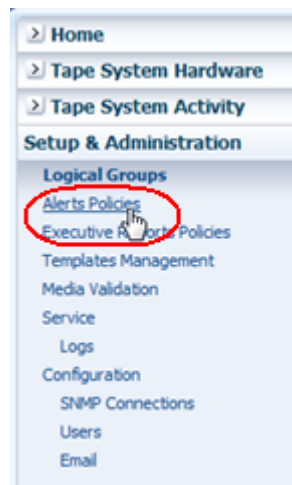 Home
Tape System Hardware
Tape System Activity
Setup & Administration
Logical Groups
Alerts Policies
Executive Reports Policies
Templates Management
Media Validation
Service
Logs
Configuration
SNMP Connections
Users
Email